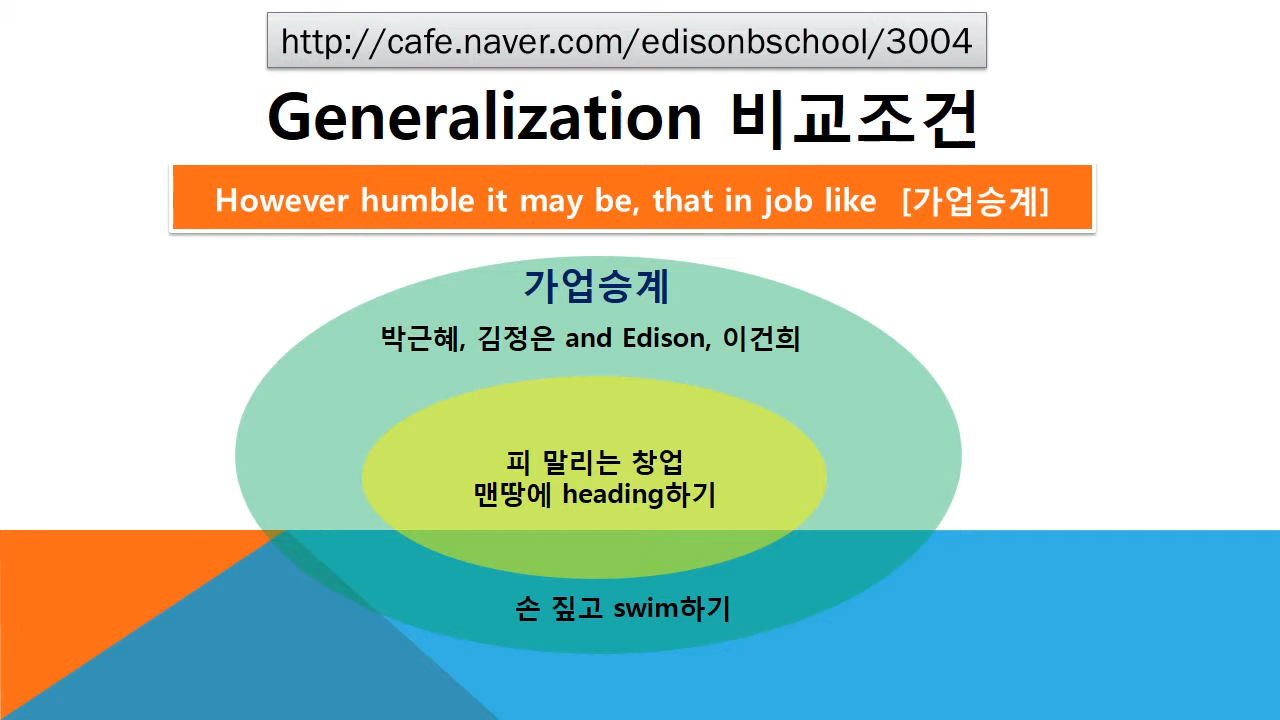 http://cafe.naver.com/edisonbschool/3004
Generalization 비교조건
However humble it may be, that in job like [가업승계]
가업승계
박근혜, 김정은 and Edison, 이건희
피 말리는 창업
맨땅에 heading하기
손 짚고 swim하기